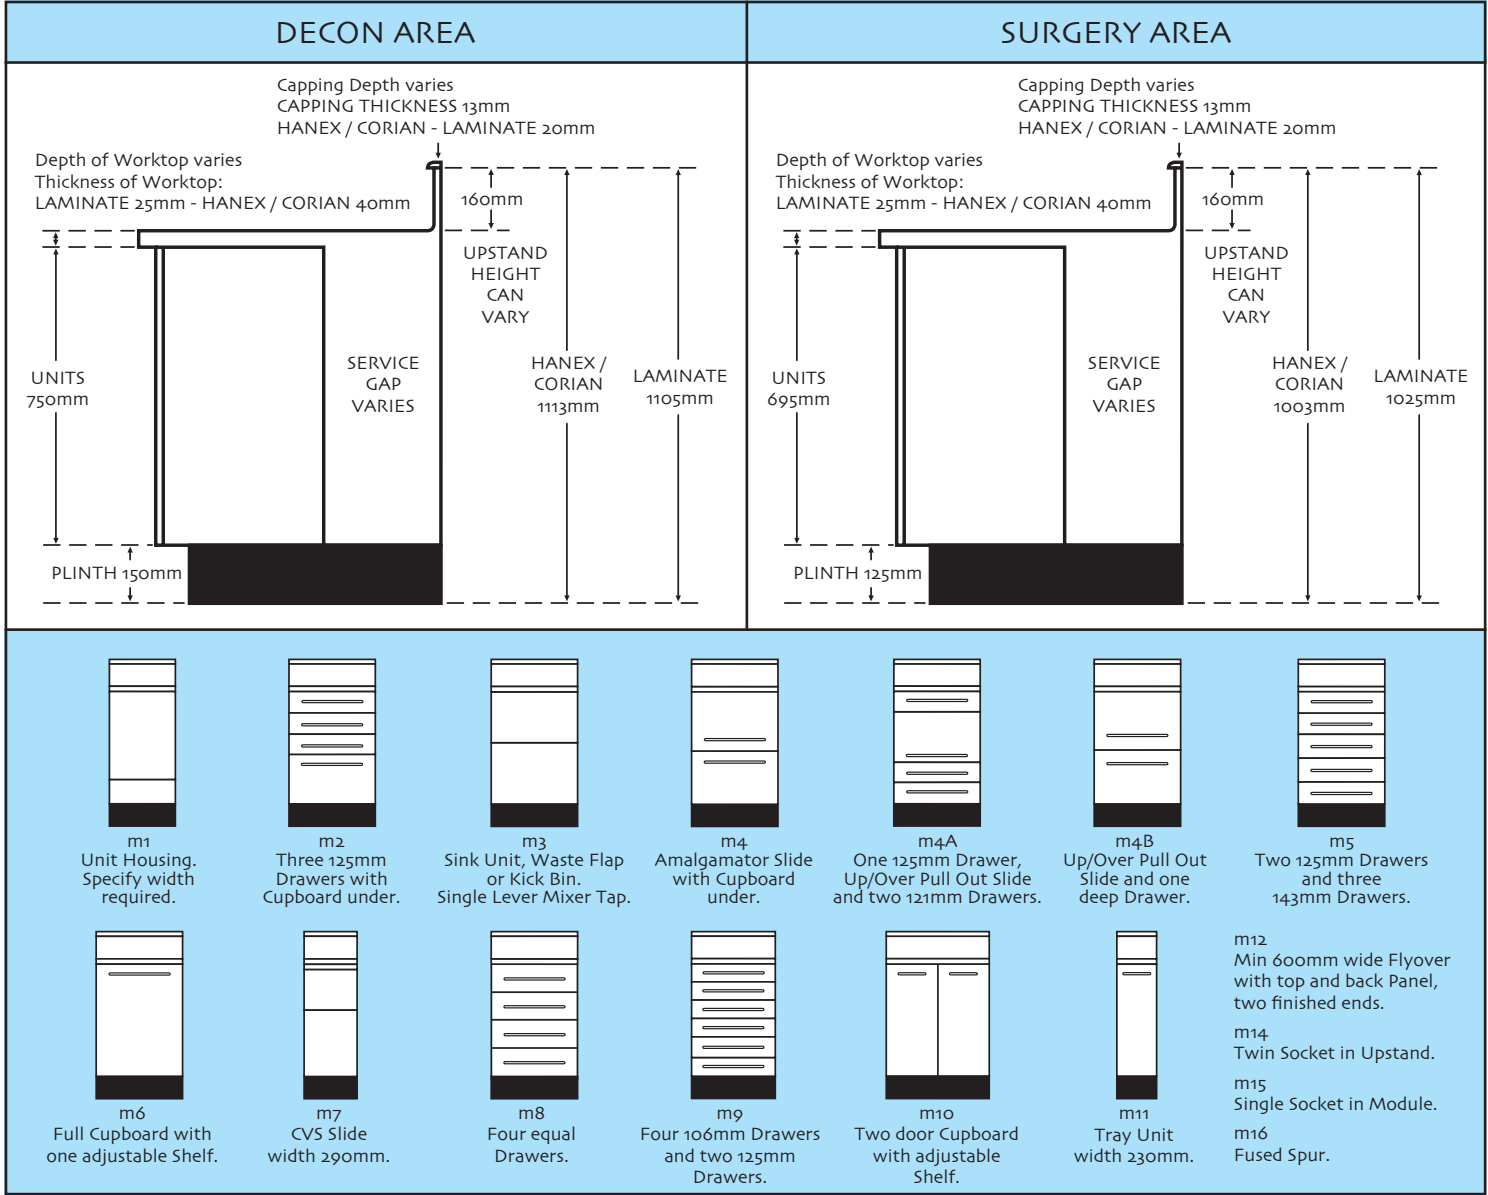 DECON AREA
Capping Depth varies
CAPPING THICKNESS 13mm
HANEX / CORIAN - LAMINATE 20mm
Depth of Worktop varies
Thickness of Worktop:
LAMINATE 25mm - HANEX / CORIAN 40mm
160mm
UPSTAND
HEIGHT
CAN
VARY
UNITS
750mm
SERVICE
GAP
VARIES
HANEX /
CORIAN
1113mm
LAMINATE
1105mm
PLINTH 150mm
SURGERY AREA
Capping Depth varies
CAPPING THICKNESS 13mm
HANEX / CORIAN - LAMINATE 20mm
Depth of Worktop varies
Thickness of Worktop:
LAMINATE 25mm - HANEX / CORIAN 40mm
160mm
UPSTAND
HEIGHT
CAN
VARY
UNITS
695mm
SERVICE
GAP
VARIES
HANEX /
CORIAN
1003mm
LAMINATE
1025mm
PLINTH 125mm
m1
Unit Housing.
Specify width
required.
m2
Three 125mm
Drawers with
Cupboard under.
m3
Sink Unit, Waste Flap
or Kick Bin.
Single Lever Mixer Tap.
m4
Amalgamator Slide
with Cupboard
under.
m4A
One 125mm Drawer,
Up/Over Pull Out Slide
and two 121mm Drawers.
m4B
Up/Over Pull Out
Slide and one
deep Drawer.
m5
Two 125mm Drawers
and three
143mm Drawers.
m6
Full Cupboard with
one adjustable Shelf.
m7
CVS Slide
width 290mm.
m8
Four equal
Drawers.
m9
Four 106mm Drawers
and two 125mm
Drawers.
m10
Two door Cupboard
with adjustable
Shelf.
m11
Tray Unit
width 230mm.
m12
Min 600mm wide Flyover
with top and back Panel,
two finished ends.
m14
Twin Socket in Upstand.
m15
Single Socket in Module.
m16
Fused Spur.